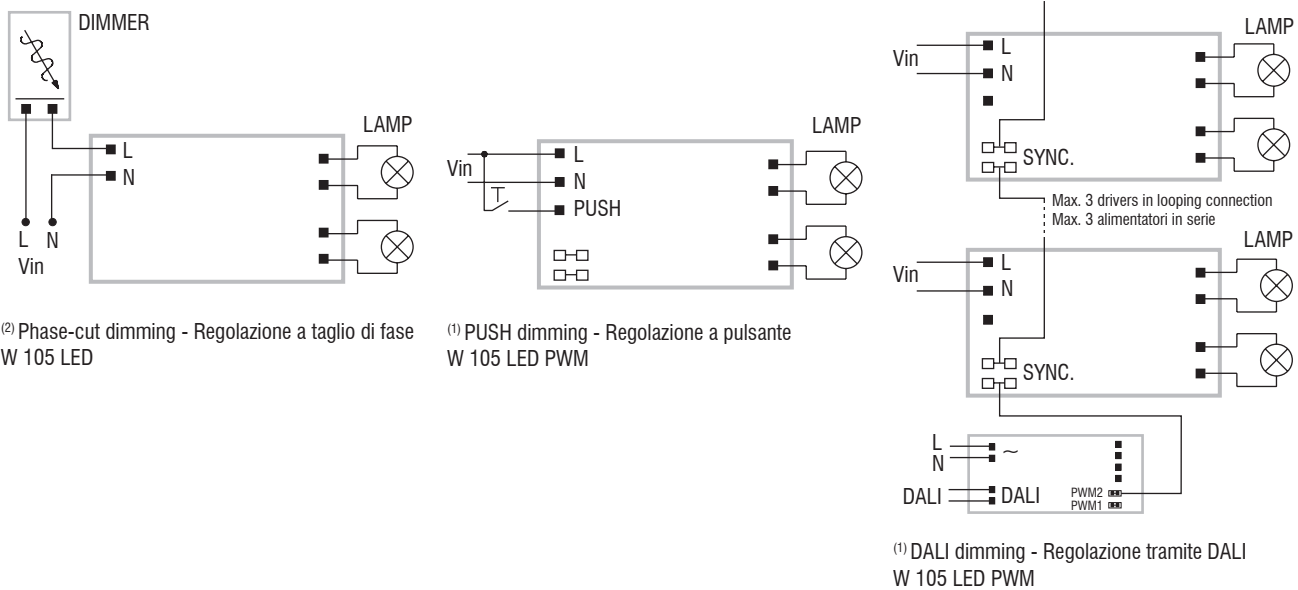 DIMMER
LAMP
L
N
L N
Vin
(2) Phase-cut dimming - Regolazione a taglio di fase
W 105 LED
LAMP
Vin
L
N
PUSH
(1) PUSH dimming - Regolazione a pulsante
W 105 LED PWM
LAMP
Vin
L
N
SYNC.
Max. 3 drivers in looping connection
Max. 3 alimentatori in serie
LAMP
Vin
L
N
SYNC.
L
N
~
DALI
DALI
PWM2
PWM1
(1) DALI dimming - Regolazione tramite DALI
W 105 LED PWM